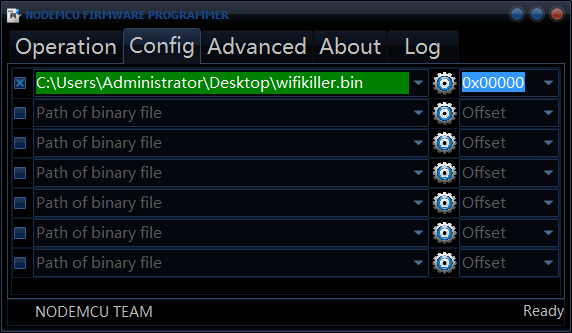 NODEMCU FIRMWARE PROGRAMMER
Operation Config Advanced About Log
C:\Users\Administrator\Desktop\wifikiller.bin 0x00000
Path of binary file Offset
Path of binary file Offset
Path of binary file Offset
Path of binary file Offset
Path of binary file Offset
Path of binary file Offset
NODEMCU TEAM Ready